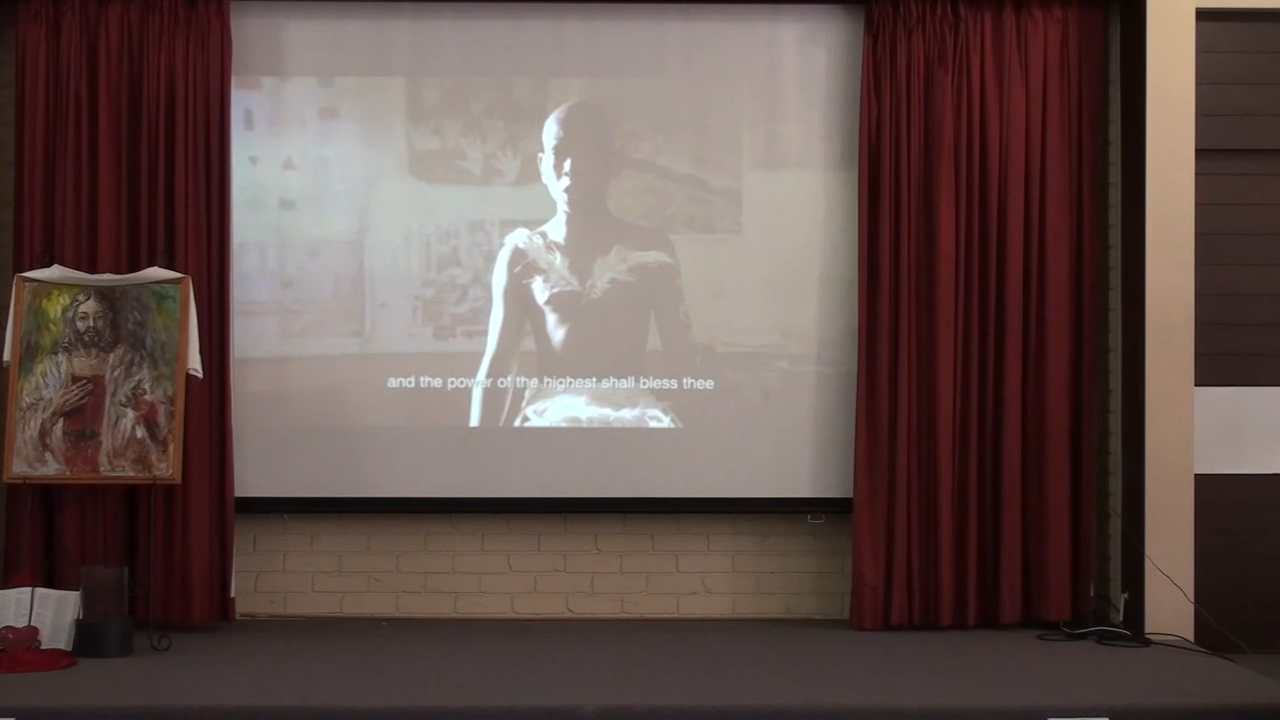 and the power of the highest shall bless thee